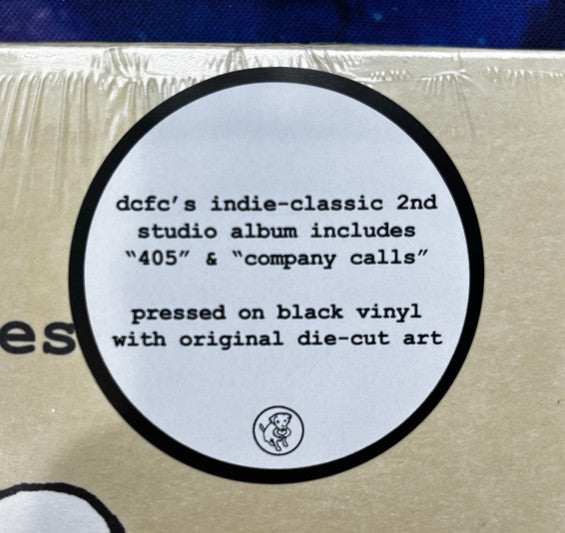 dcfc's indie-classic 2nd
studio album includes
"405" & "company calls"
pressed on black vinyl
es
with original die-cut art